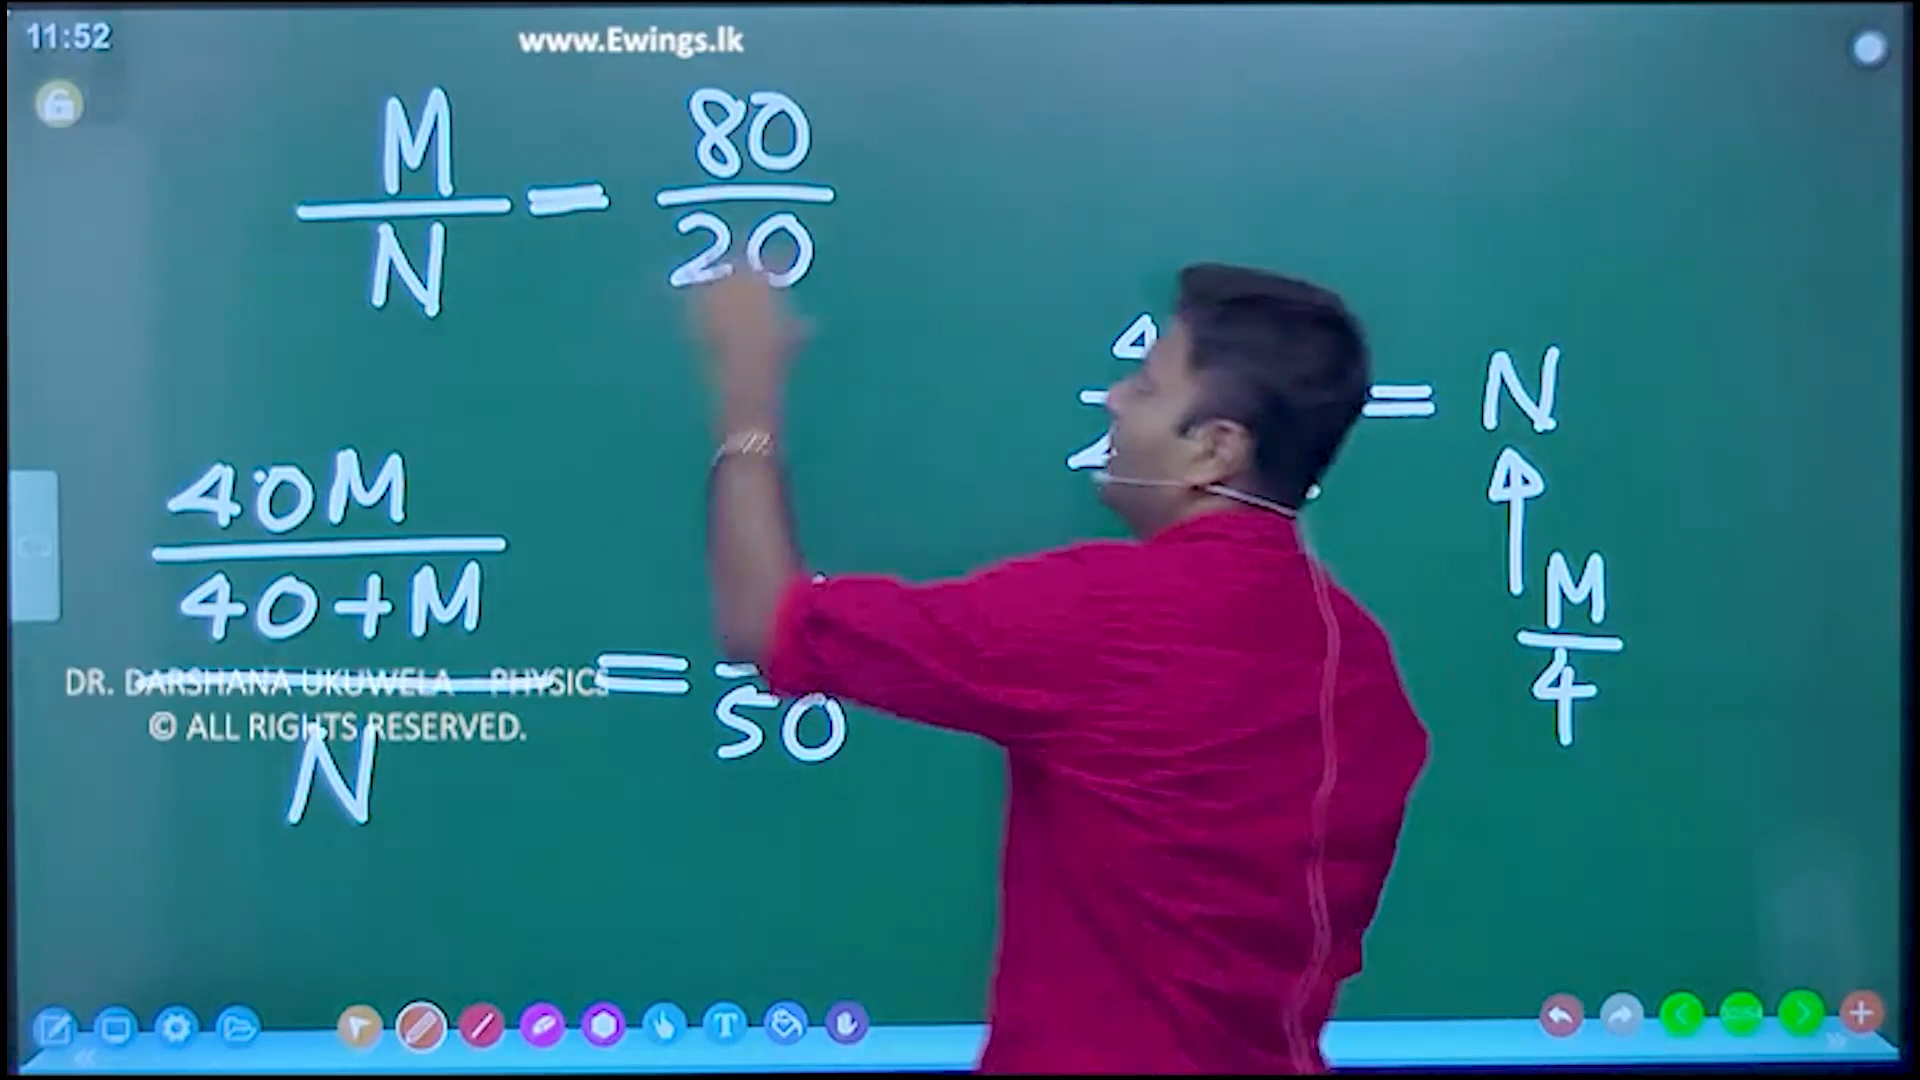 11:52
www.Ewings.lk
M/N = 80/20
40M
40+M
= 50
N
= N
M
4
DR. DARSHANA UKUWELA - PHYSICS
© ALL RIGHTS RESERVED.
T